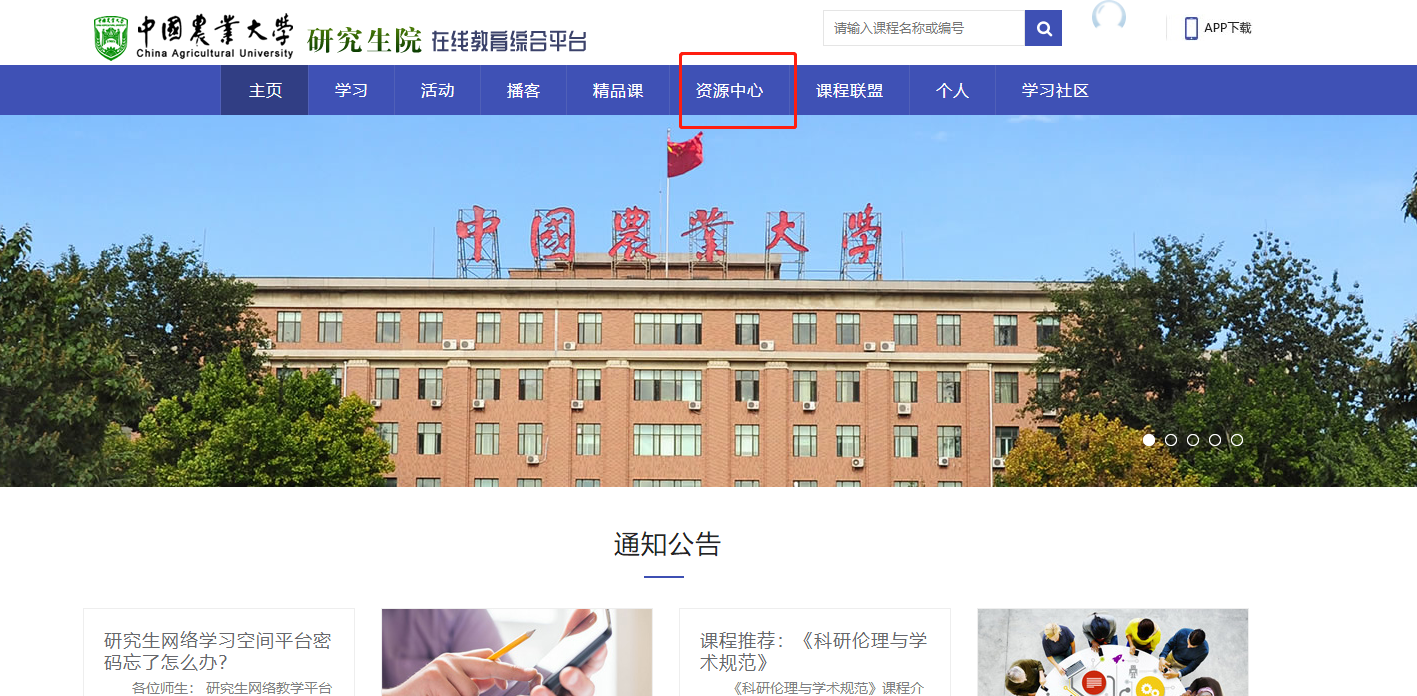 中国农业大学
China Agricultural University
研究生院 在线教育综合平台
请输入课程名称或编号
APP下载
主页 学习 活动 播客 精品课 资源中心 课程联盟 个人 学习社区
中國農業大學
通知公告
研究生网络学习空间平台密
码忘了怎么办?
各位师生： 研究生网络教学平台
课程推荐：《科研伦理与学
术规范》
《科研伦理与学术规范》课程介